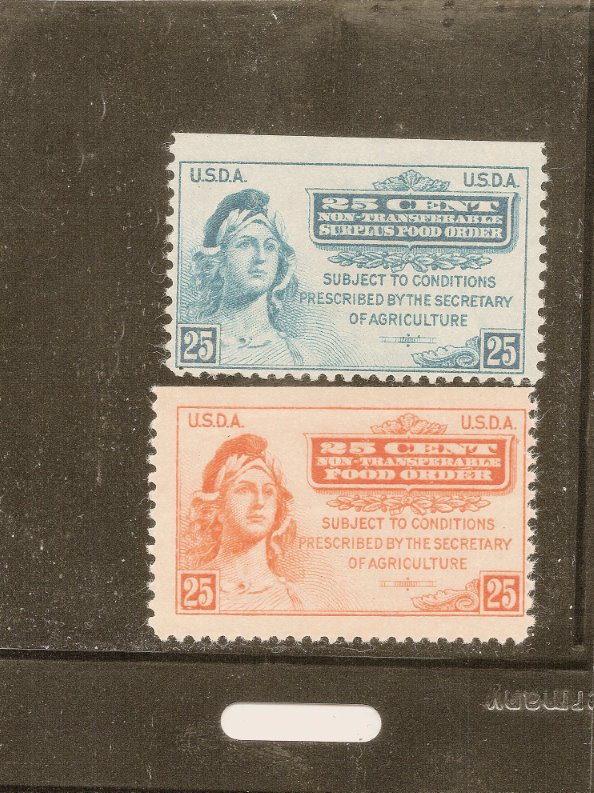 U.S.D.A. U.S.D.A.
25 CENT
NON-TRANSFERABLE
SURPLUS FOOD ORDER
SUBJECT TO CONDITIONS
PRESCRIBED BY THE SECRETARY
OF AGRICULTURE
25 25
U.S.D.A. U.S.D.A.
25 CENT
NON-TRANSFERABLE
FOOD ORDER
SUBJECT TO CONDITIONS
PRESCRIBED BY THE SECRETARY
OF AGRICULTURE
25 25